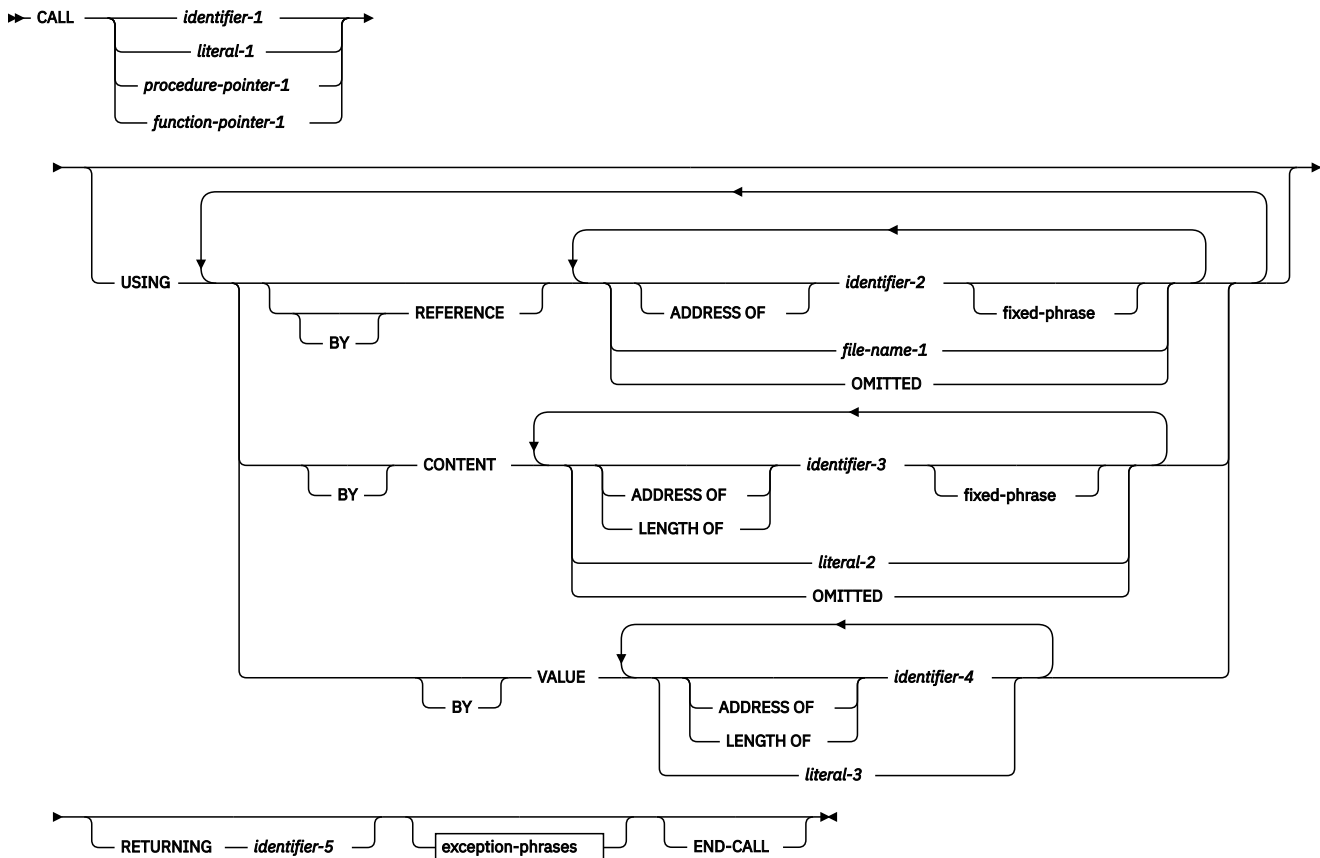 CALL identifier-1
literal-1
procedure-pointer-1
function-pointer-1
USING
BY REFERENCE
ADDRESS OF identifier-2 fixed-phrase
file-name-1
OMITTED
BY CONTENT
ADDRESS OF
LENGTH OF
identifier-3 fixed-phrase
literal-2
OMITTED
BY VALUE
ADDRESS OF
LENGTH OF
identifier-4
literal-3
RETURNING identifier-5 exception-phrases END-CALL